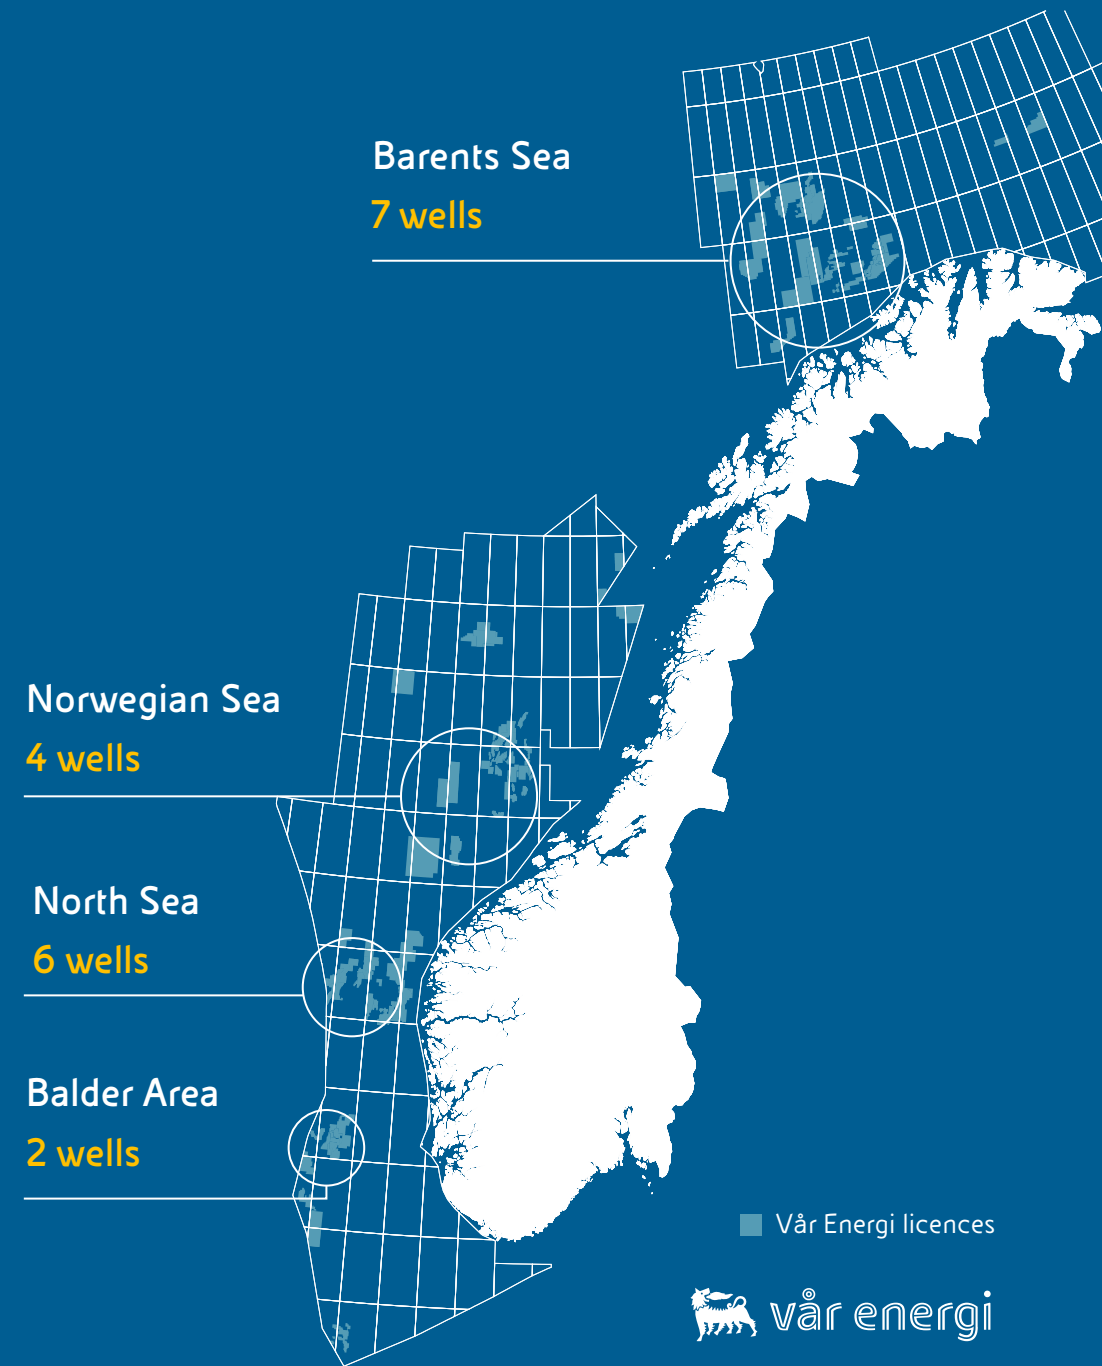 Barents Sea
7 wells
Norwegian Sea
4 wells
North Sea
6 wells
Balder Area
2 wells
Vår Energi licences
vår energi